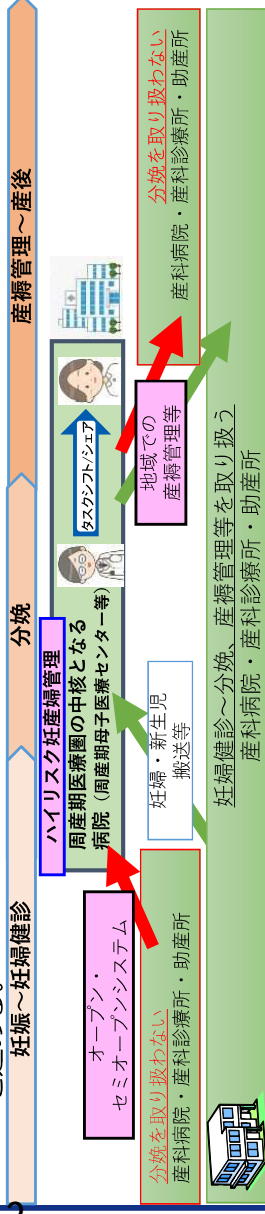 妊娠～妊婦健診
分娩
産褥管理～産後
ハイリスク妊産婦管理
周産期医療圏の中核となる
病院（周産期母子医療センター等）
タスクシフト/シェア
オープン・
セミオープンシステム
妊婦・新生児
搬送等
地域での
産褥管理等
分娩を取り扱わない
産科病院・産科診療所・助産所
分娩を取り扱わない
産科病院・産科診療所・助産所
妊婦健診～分娩、産褥管理等を取り扱う
産科病院・産科診療所・助産所